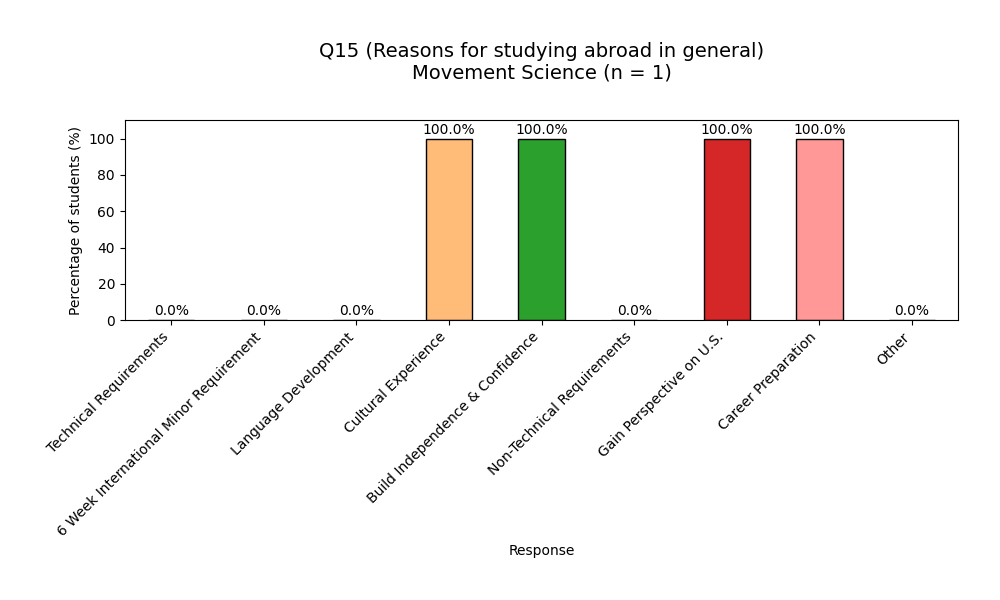 Q15 (Reasons for studying abroad in general)
Movement Science (n = 1)
Percentage of students (%)
100
80
60
40
20
0
0.0%
0.0%
0.0%
100.0%
100.0%
0.0%
100.0%
100.0%
0.0%
Technical Requirements
6 Week International Minor Requirement
Language Development
Cultural Experience
Build Independence & Confidence
Non-Technical Requirements
Gain Perspective on U.S.
Career Preparation
Other
Response